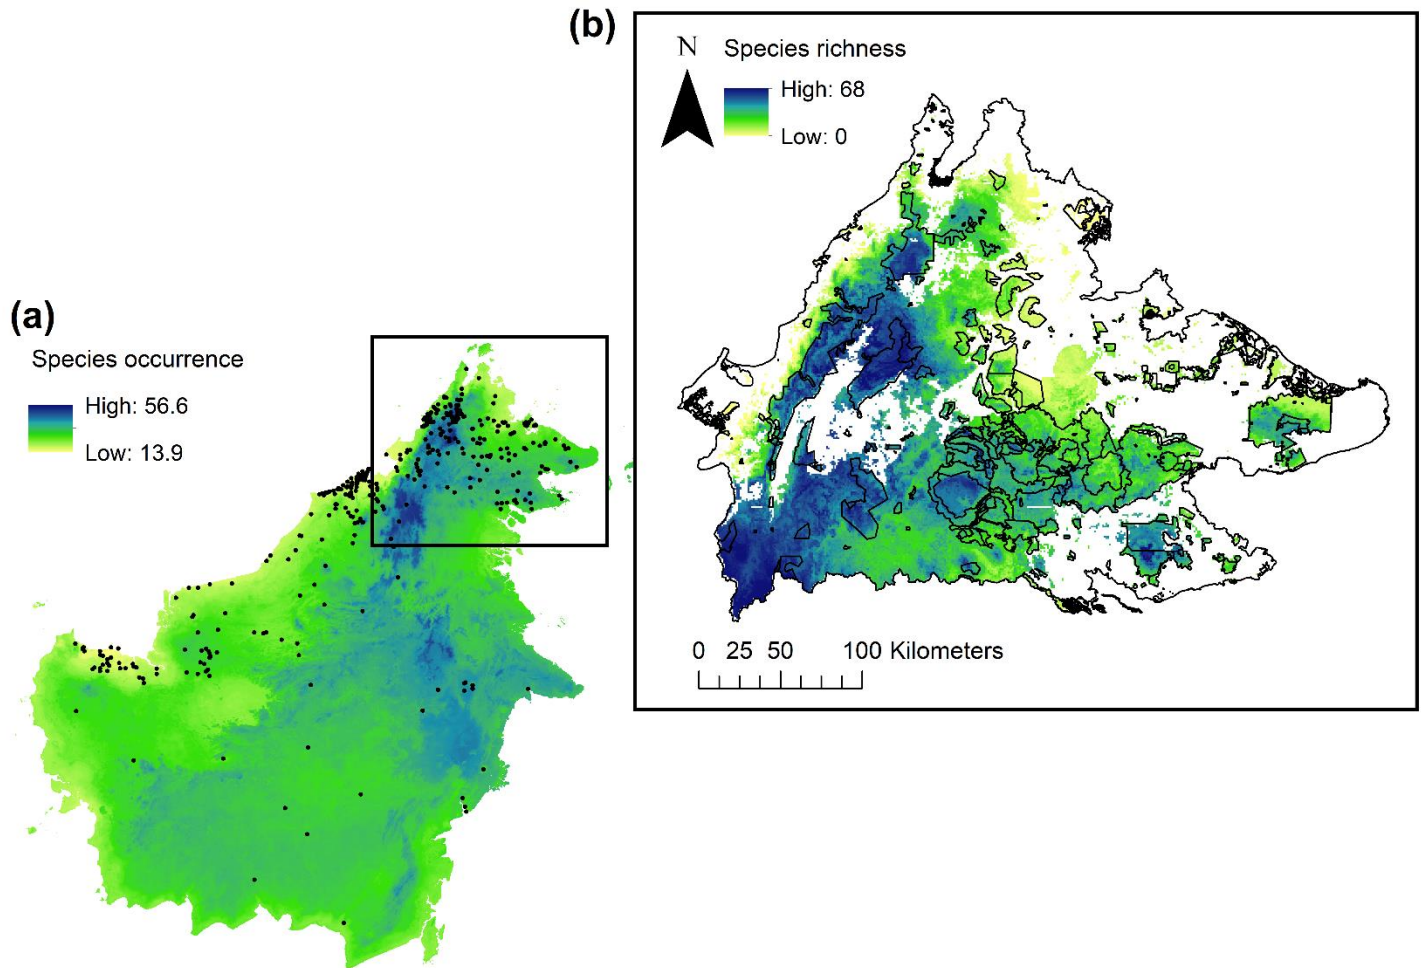 (a)
Species occurrence
High: 56.6
Low: 13.9
(b)
N
Species richness
High: 68
Low: 0
0 25 50 100 Kilometers